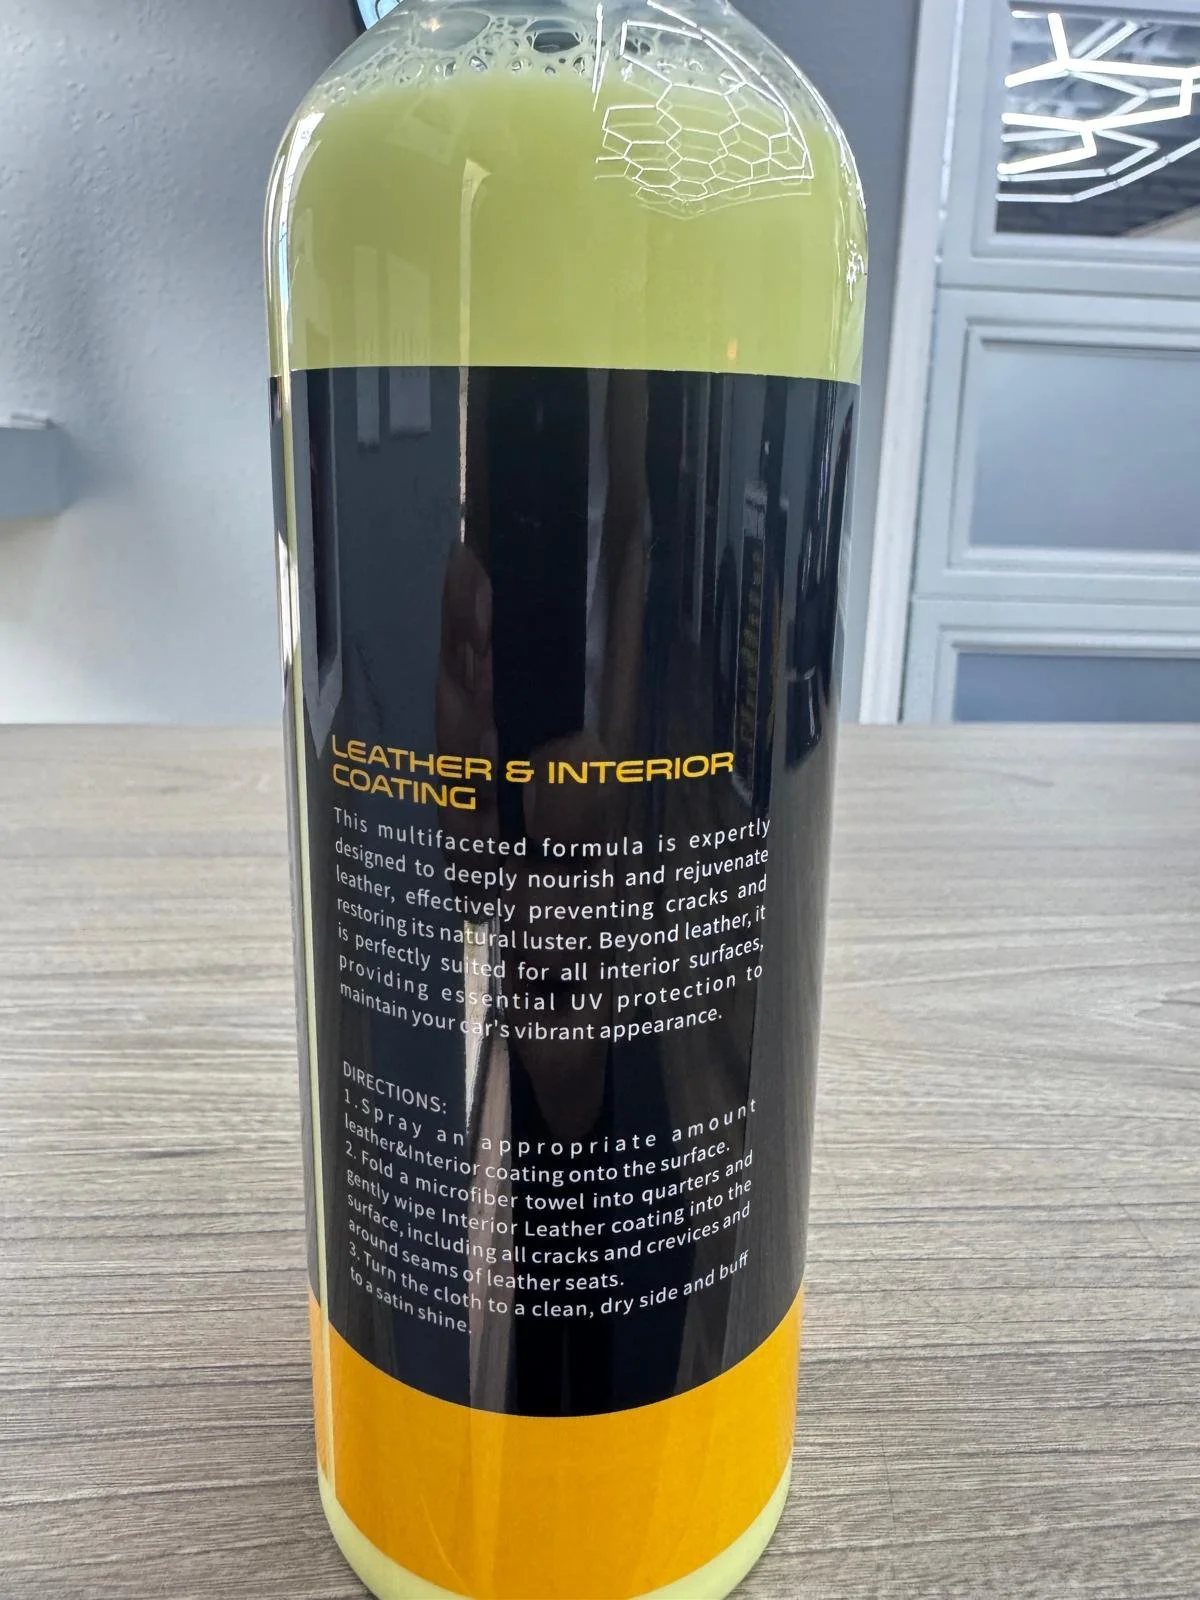 LEATHER & INTERIOR
COATING
This multifaceted formula is expertly
designed to deeply nourish and rejuvenate
leather, effectively preventing cracks and
restoring its natural luster. Beyond leather, it
is perfectly suited for all interior surfaces,
providing essential UV protection to
maintain your car's vibrant appearance.
DIRECTIONS:
1.Spray an appropriate amount
leather&Interior coating onto the surface.
2. Fold a microfiber towel into quarters and
gently wipe Interior Leather coating into the
surface, including all cracks and crevices and
around seams of leather seats.
3. Turn the cloth to a clean, dry side and buff
to a satin shine.